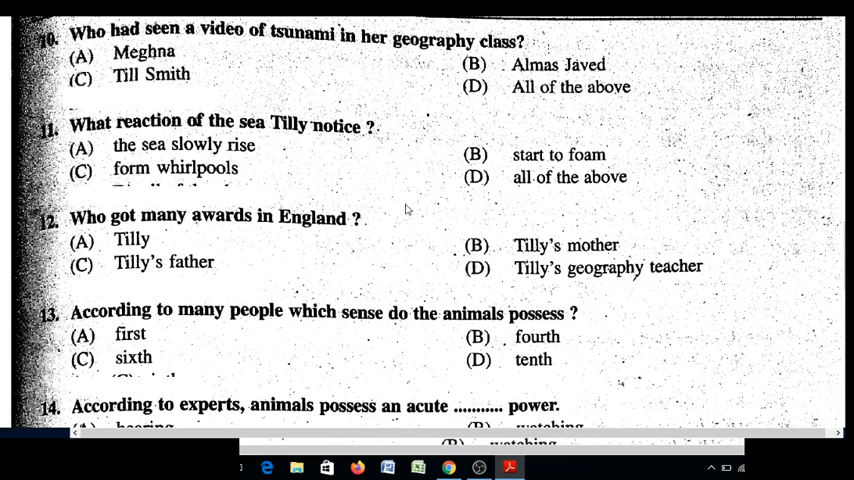 10. Who had seen a video of tsunami in her geography class?
(A) Meghna (B) Almas Javed
(C) Till Smith (D) All of the above
11. What reaction of the sea Tilly notice ?
(A) the sea slowly rise (B) start to foam
(C) form whirlpools (D) all of the above
12. Who got many awards in England ?
(A) Tilly (B) Tilly's mother
(C) Tilly's father (D) Tilly's geography teacher
13. According to many people which sense do the animals possess ?
(A) first (B) fourth
(C) sixth (D) tenth
14. According to experts, animals possess an acute ........... power.
(A) hearing (B) watching
(B) watching